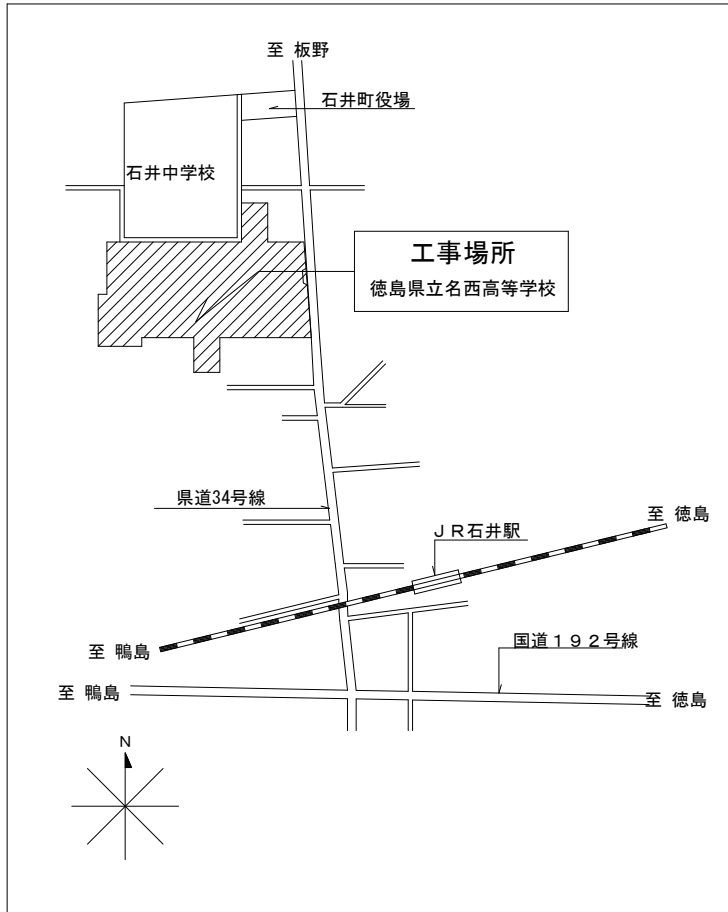 至 板野
石井町役場
石井中学校
工事場所
徳島県立名西高等学校
県道34号線
至 徳島
ＪＲ石井駅
至 鴨島
国道１９２号線
至 鴨島
至 徳島
N